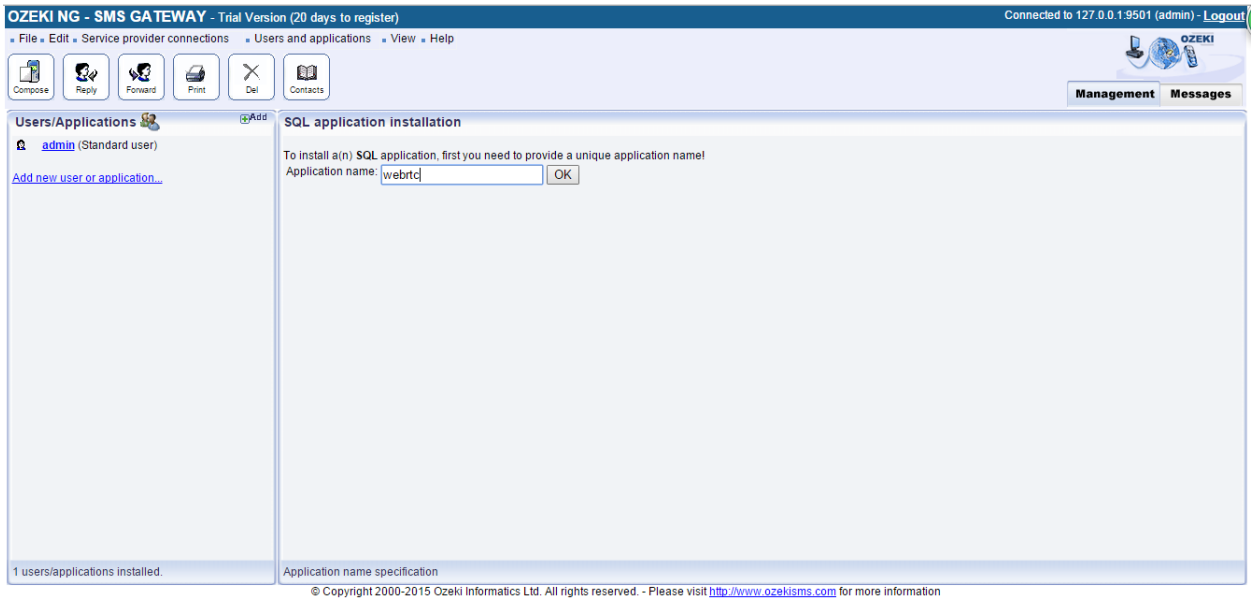 OZEKI NG - SMS GATEWAY - Trial Version (20 days to register)
Connected to 127.0.0.1:9501 (admin) - Logout
File Edit Service provider connections Users and applications View Help
OZEKI
Compose Reply Forward Print Del Contacts
Management Messages
Users/Applications Add
admin (Standard user)
Add new user or application...
1 users/applications installed.
SQL application installation
To install a(n) SQL application, first you need to provide a unique application name!
Application name: webrtc OK
Application name specification
© Copyright 2000-2015 Ozeki Informatics Ltd. All rights reserved. - Please visit http://www.ozekisms.com for more information